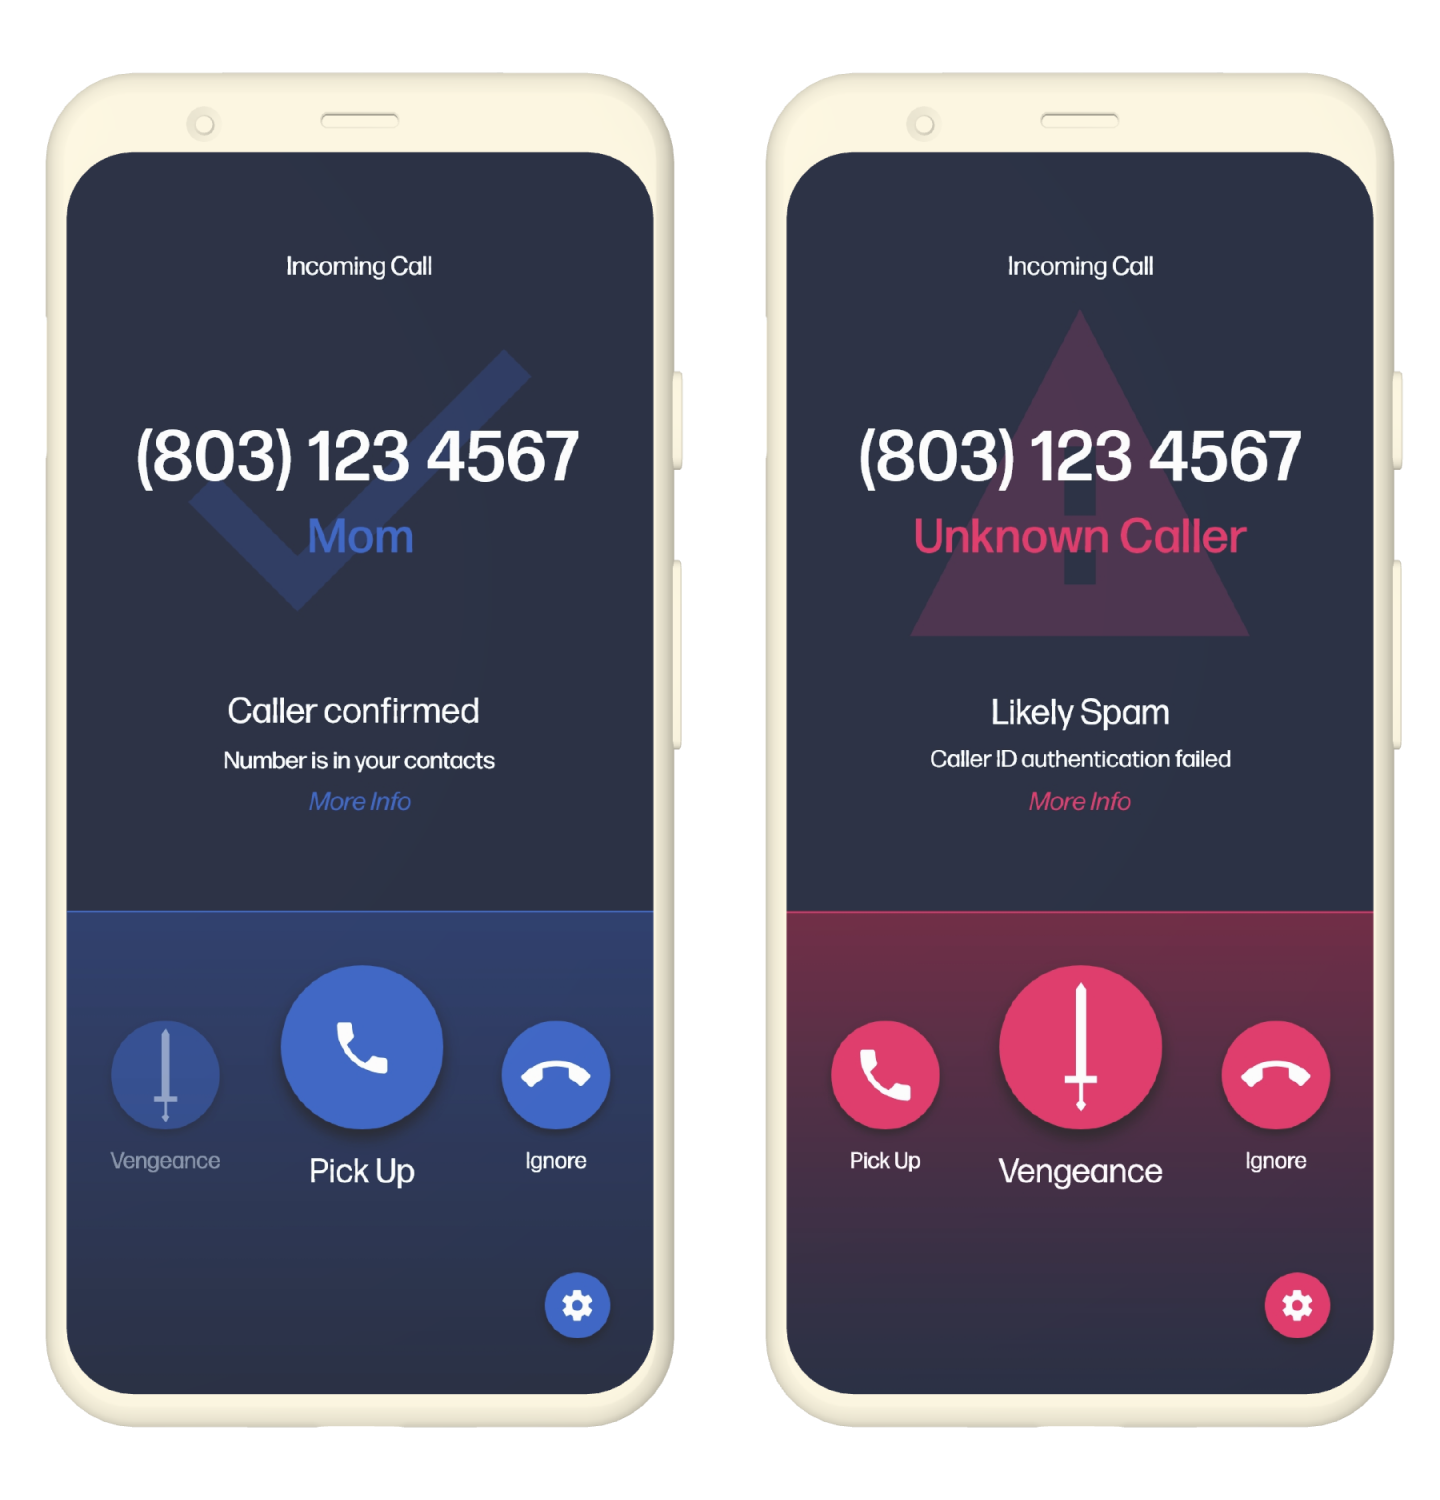 Incoming Call
(803) 123 4567
Mom
Caller confirmed
Number is in your contacts
More Info
Vengeance
Pick Up
Ignore
Incoming Call
(803) 123 4567
Unknown Caller
Likely Spam
Caller ID authentication failed
More Info
Pick Up
Vengeance
Ignore